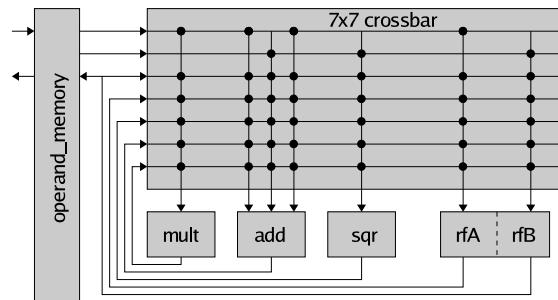 7x7 crossbar
operand_memory
mult
add
sqr
rfA
rfB